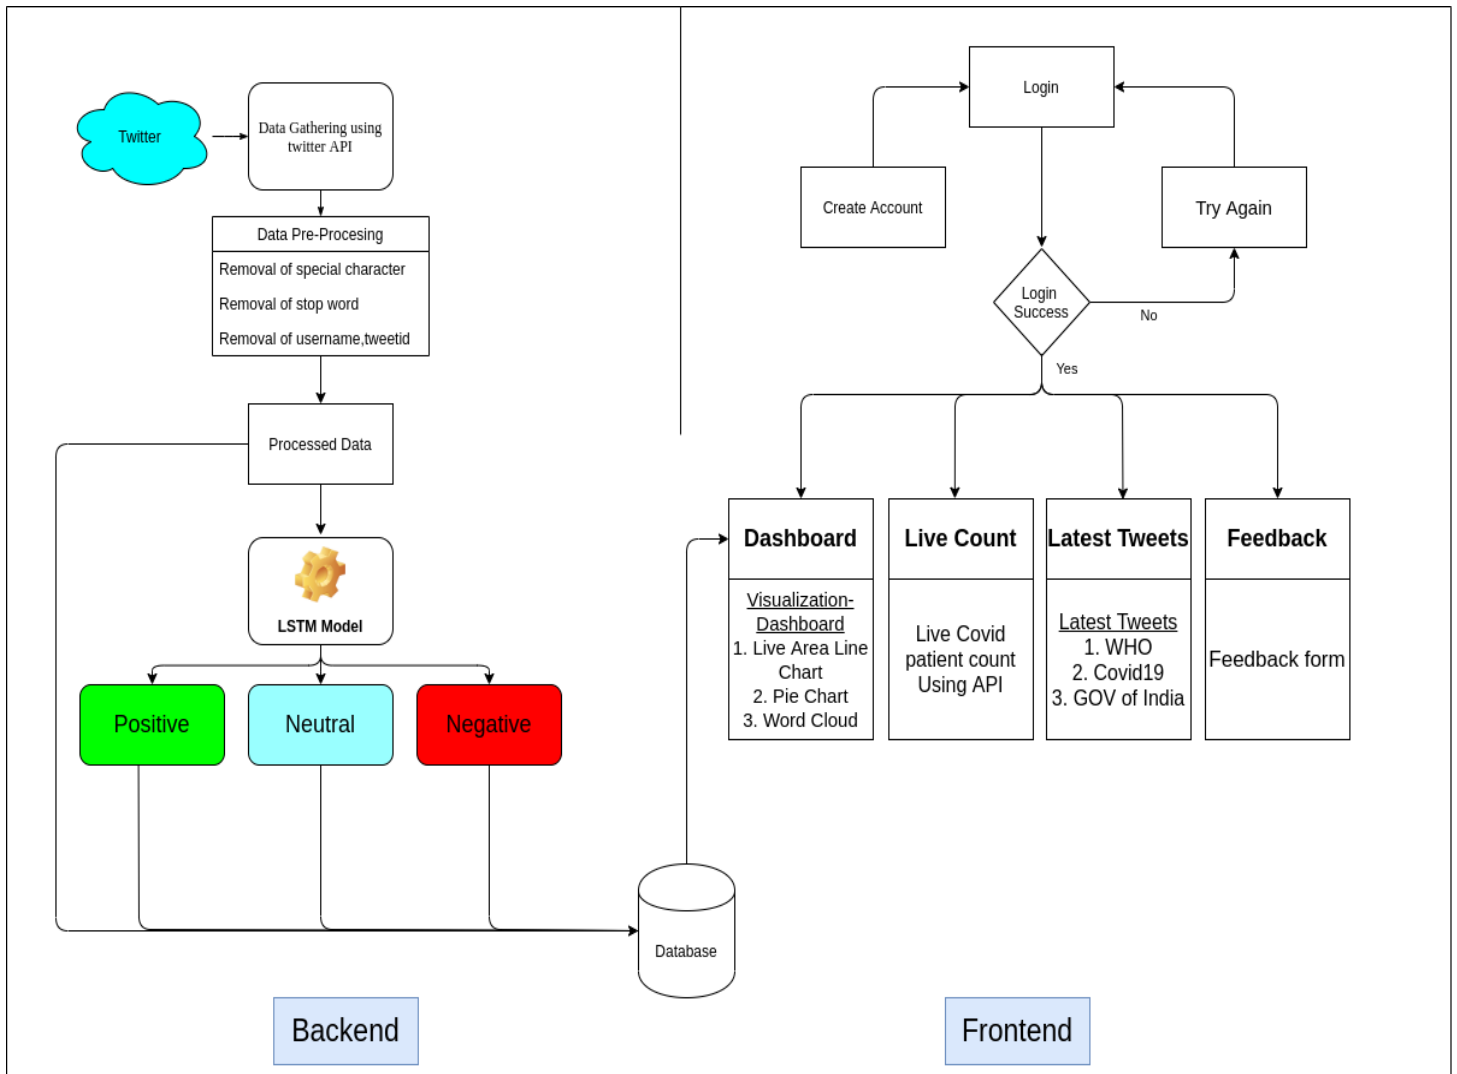 Twitter
Data Gathering using
twitter API
Data Pre-Procesing
Removal of special character
Removal of stop word
Removal of username,tweetid
Processed Data
LSTM Model
Positive
Neutral
Negative
Database
Backend
Login
Create Account
Try Again
Login
Success
No
Yes
Dashboard
Visualization-
Dashboard
1. Live Area Line
Chart
2. Pie Chart
3. Word Cloud
Live Count
Live Covid
patient count
Using API
Latest Tweets
Latest Tweets
1. WHO
2. Covid19
3. GOV of India
Feedback
Feedback form
Frontend